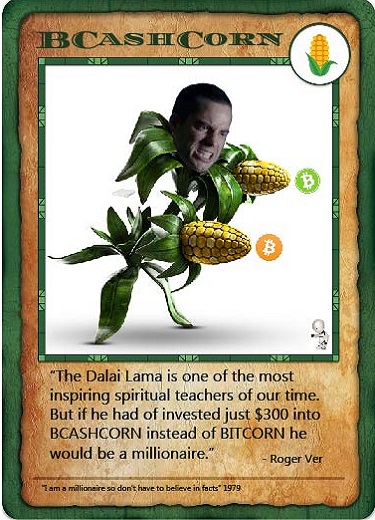 BCASHCORN
"The Dalai Lama is one of the most
inspiring spiritual teachers of our time.
But if he had of invested just $300 into
BCASHCORN instead of BITCORN he
would be a millionaire."
- Roger Ver
"I am a millionaire so don't have to believe in facts" 1979